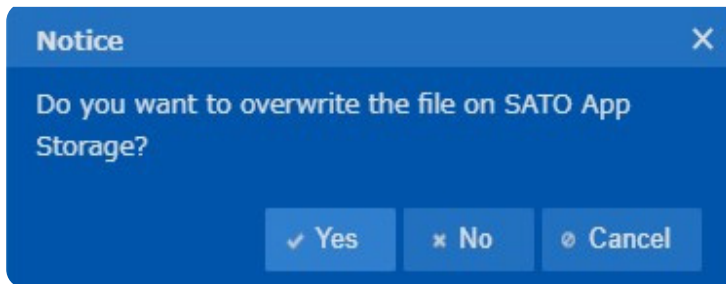 Notice
Do you want to overwrite the file on SATO App
Storage?
Yes No Cancel